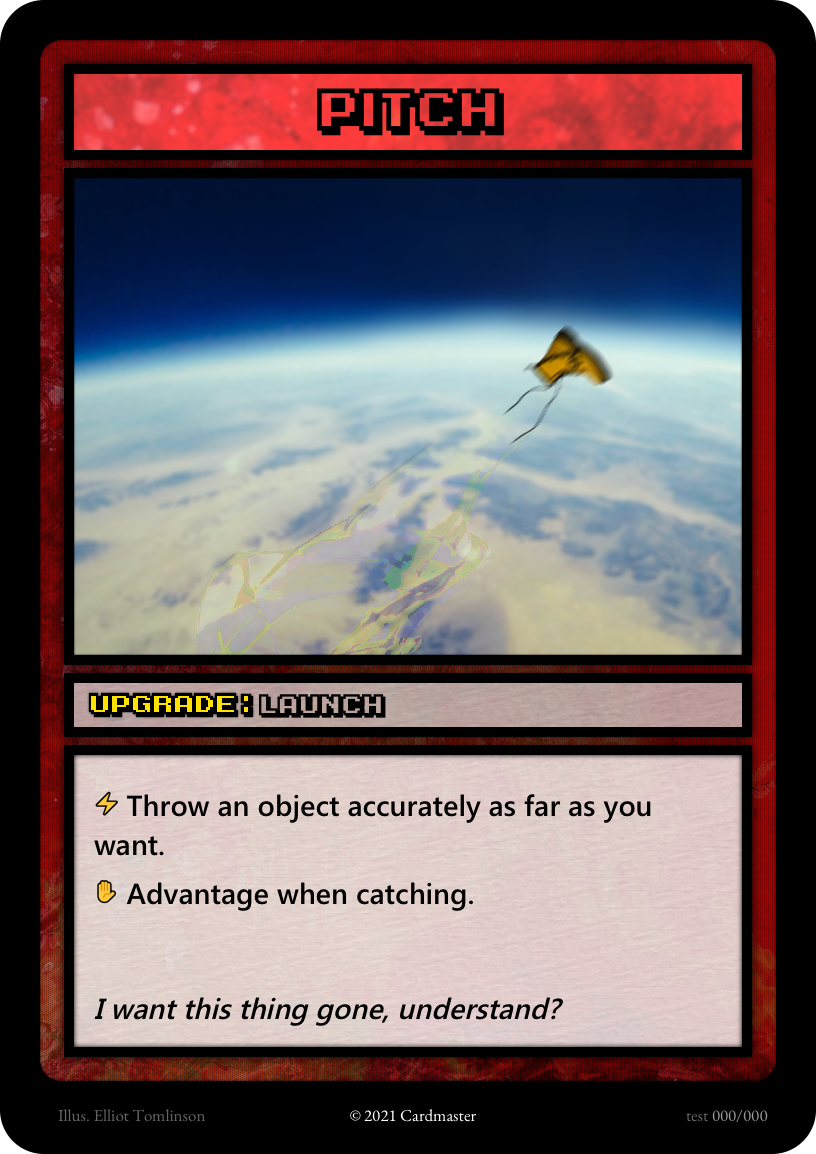 PITCH
UPGRADE: LAUNCH
⚡ Throw an object accurately as far as you
want.
✋ Advantage when catching.
I want this thing gone, understand?
Illus. Elliot Tomlinson © 2021 Cardmaster test 000/000